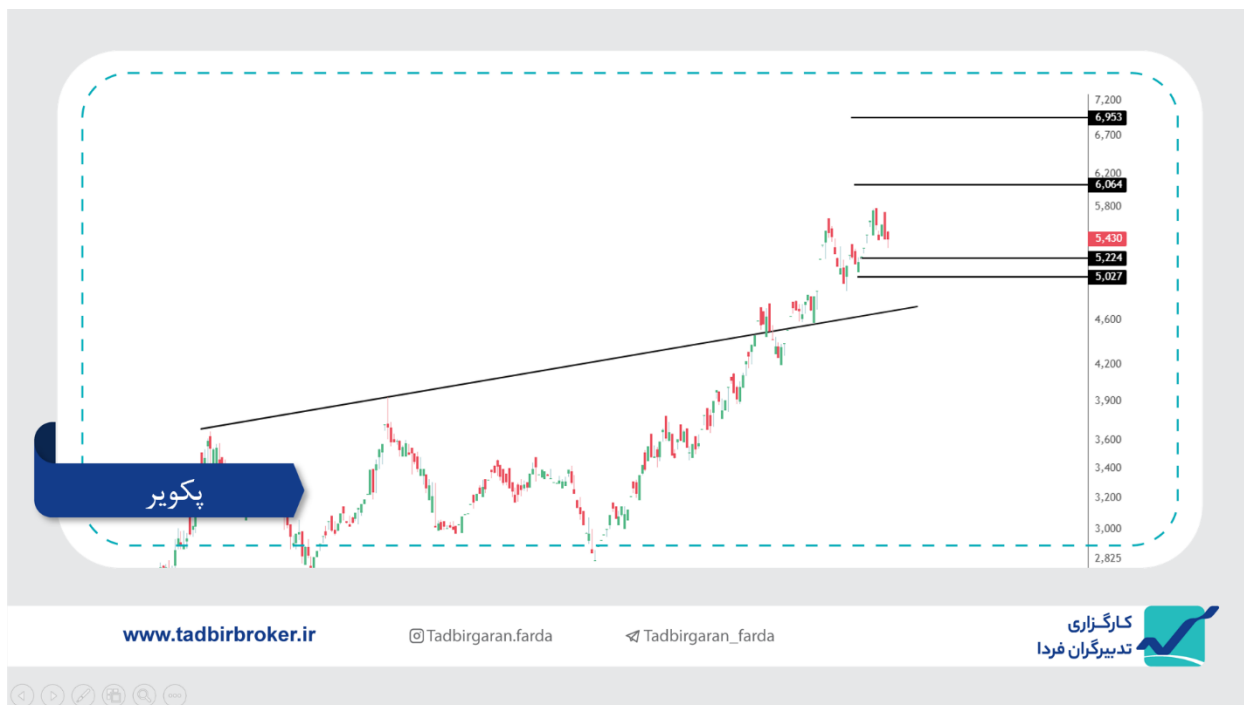 7,200
6,953
6,700
6,200
6,064
5,800
5,430
5,224
5,027
4,600
4,200
3,900
3,600
3,400
3,200
3,000
2,825
پکویر
www.tadbirbroker.ir
Tadbirgaran.farda
Tadbirgaran_farda
کارگزاری
تدبیرگران فردا